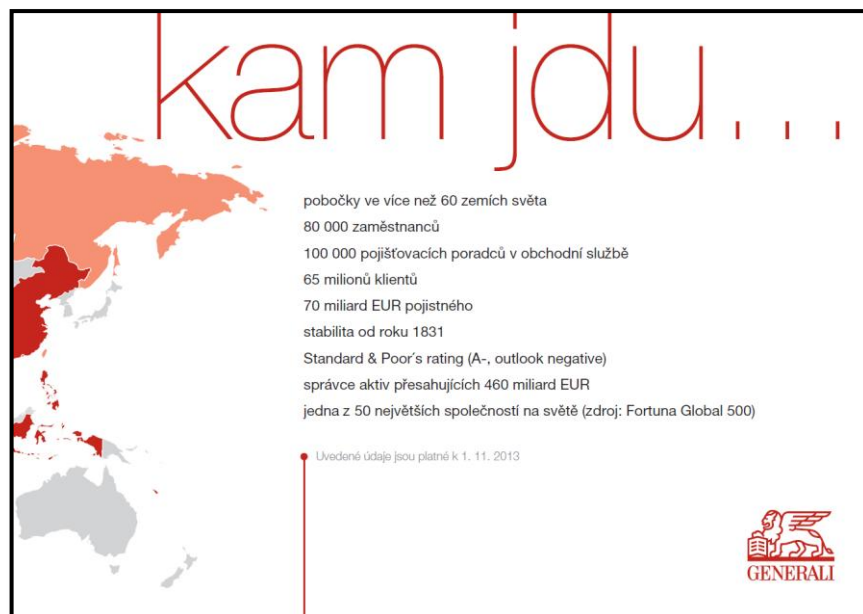 kam jdu...
pobočky ve více než 60 zemích světa
80 000 zaměstnanců
100 000 pojišťovacích poradců v obchodní službě
65 milionů klientů
70 miliard EUR pojistného
stabilita od roku 1831
Standard & Poor´s rating (A-, outlook negative)
správce aktiv přesahujících 460 miliard EUR
jedna z 50 největších společností na světě (zdroj: Fortuna Global 500)
Uvedené údaje jsou platné k 1. 11. 2013
GENERALI